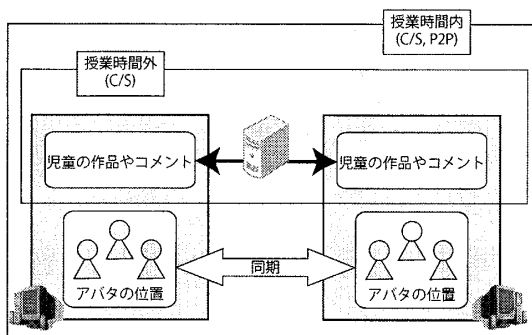 授業時間内
(C/S, P2P)
授業時間外
(C/S)
児童の作品やコメント
児童の作品やコメント
同期
アバタの位置
アバタの位置